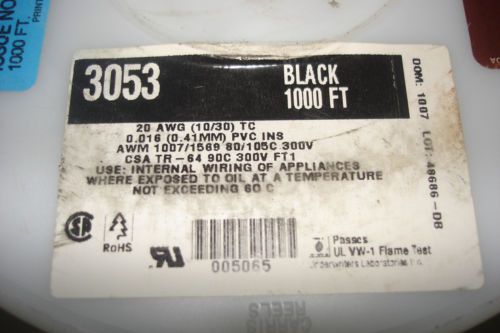 1000 FT.
3053
BLACK
1000 FT
20 AWG (10/30) TC
0.016 (0.41MM) PVC INS
AWM 1007/1569 80/105C 300V
CSA TR-64 90C 300V FT1
USE: INTERNAL WIRING OF APPLIANCES
WHERE EXPOSED TO OIL AT A TEMPERATURE
NOT EXCEEDING 60 C
DOM: 1007 LOT: 48686-D8
RoHS
005065
Passes
UL VW-1 Flame Test
Underwriters Laboratories Inc.
REELS